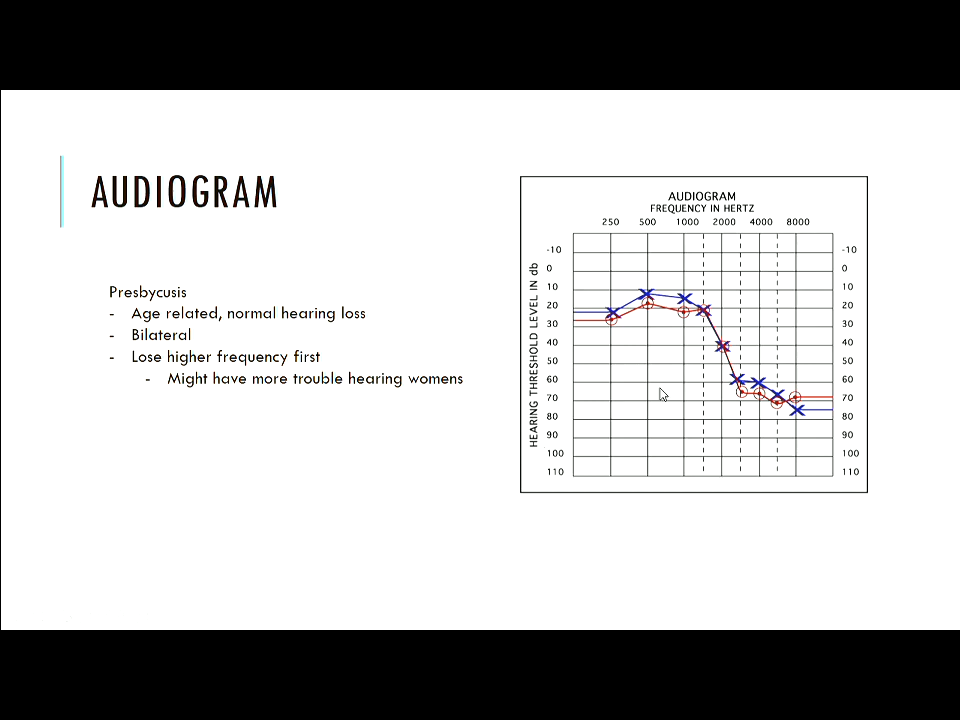 AUDIOGRAM
Presbycusis
- Age related, normal hearing loss
- Bilateral
- Lose higher frequency first
- Might have more trouble hearing womens
AUDIOGRAM
FREQUENCY IN HERTZ
250 500 1000 2000 4000 8000
HEARING THRESHOLD LEVEL IN db
-10 -10
0 0
10 10
20 20
30 30
40 40
50 50
60 60
70 70
80 80
90 90
100 100
110 110